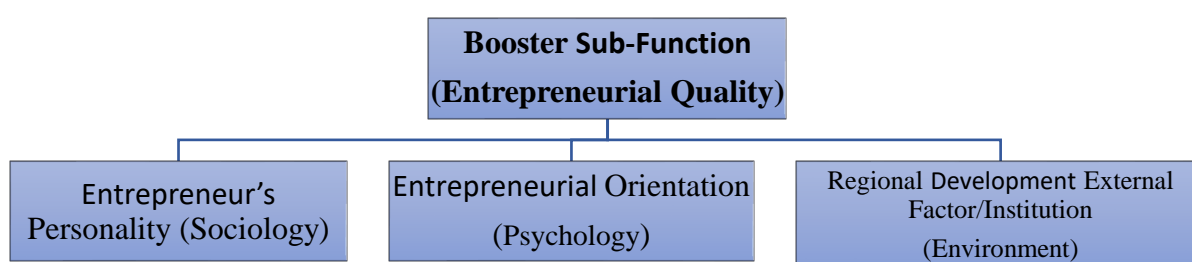 Booster Sub-Function
(Entrepreneurial Quality)
Entrepreneur’s
Personality (Sociology)
Entrepreneurial Orientation
(Psychology)
Regional Development External
Factor/Institution
(Environment)